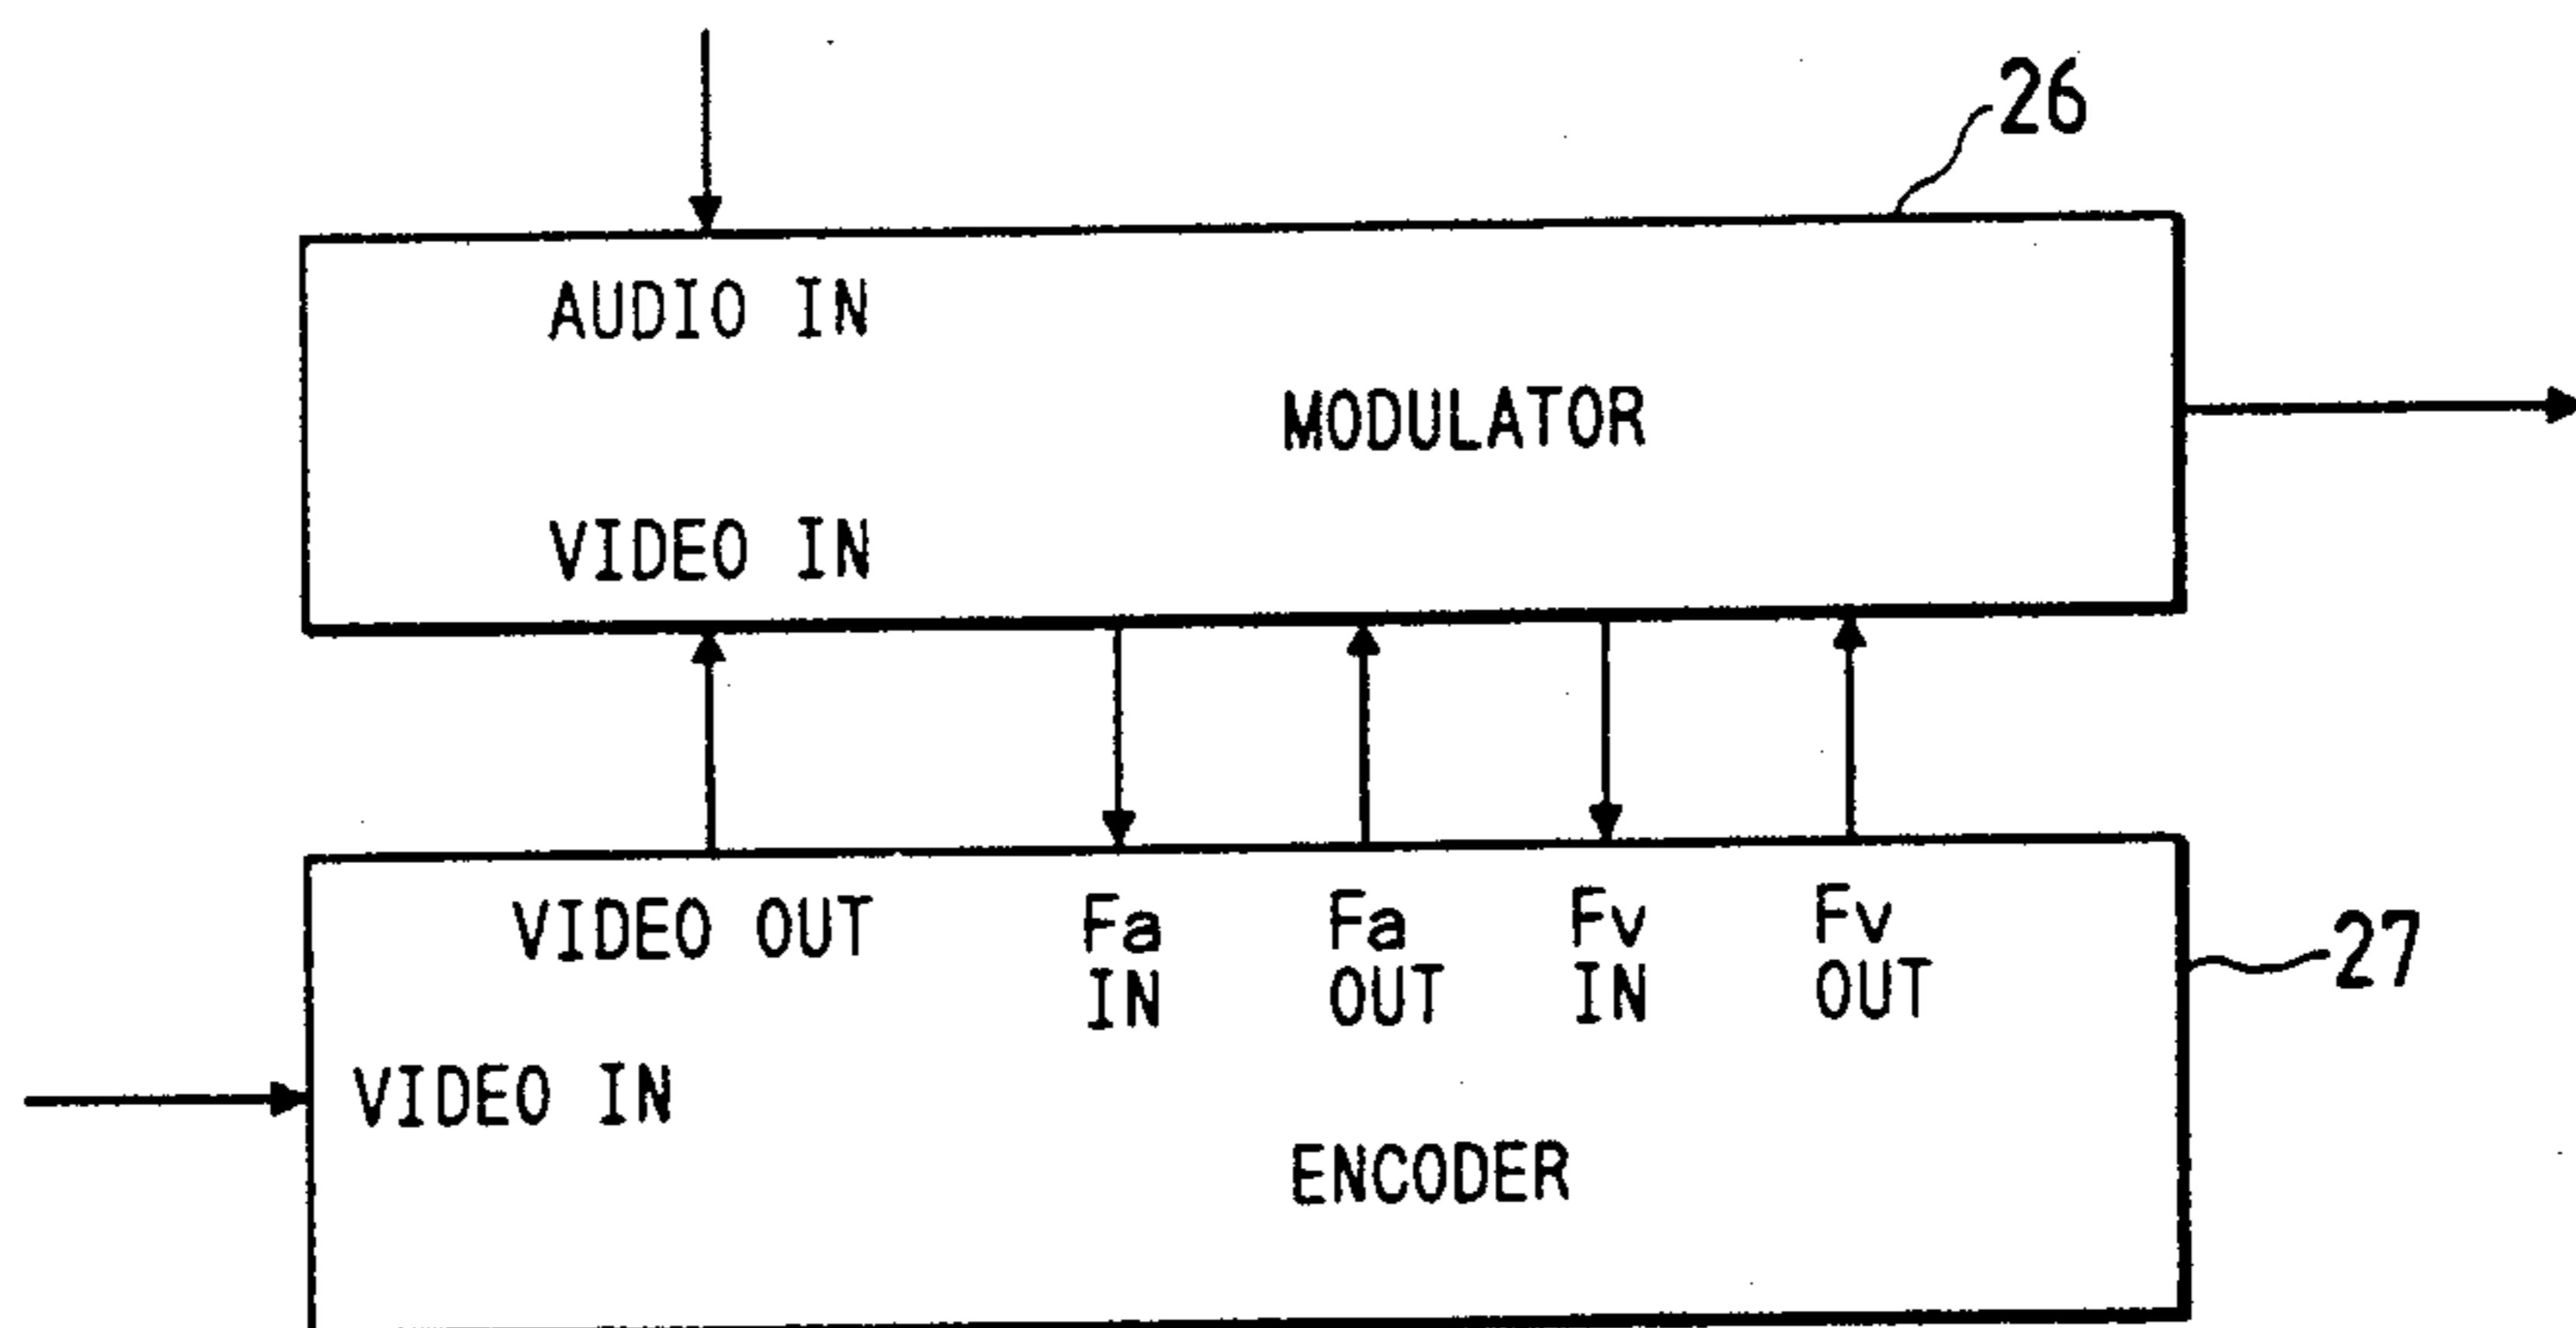 26
AUDIO IN
MODULATOR
VIDEO IN
VIDEO OUT
Fa IN
Fa OUT
Fv IN
Fv OUT
27
VIDEO IN
ENCODER